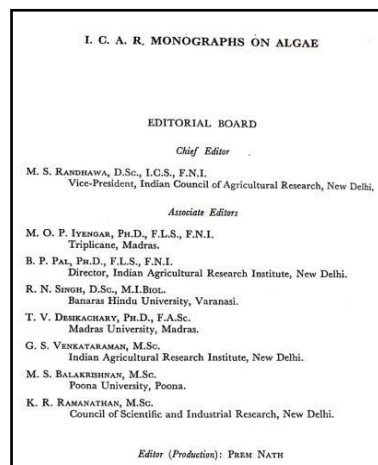 I. C. A. R. MONOGRAPHS ON ALGAE
EDITORIAL BOARD
Chief Editor
M. S. RANDHAWA, D.SC., I.C.S., F.N.I.
Vice-President, Indian Council of Agricultural Research, New Delhi.
Associate Editors
M. O. P. IYENGAR, PH.D., F.L.S., F.N.I.
Triplicane, Madras.
B. P. PAL, PH.D., F.L.S., F.N.I.
Director, Indian Agricultural Research Institute, New Delhi.
R. N. SINGH, D.SC., M.I.BIOL.
Banaras Hindu University, Varanasi.
T. V. DESIKACHARY, PH.D., F.A.SC.
Madras University, Madras.
G. S. VENKATARAMAN, M.SC.
Indian Agricultural Research Institute, New Delhi.
M. S. BALAKRISHNAN, M.SC.
Poona University, Poona.
K. R. RAMANATHAN, M.SC.
Council of Scientific and Industrial Research, New Delhi.
Editor (Production): PREM NATH